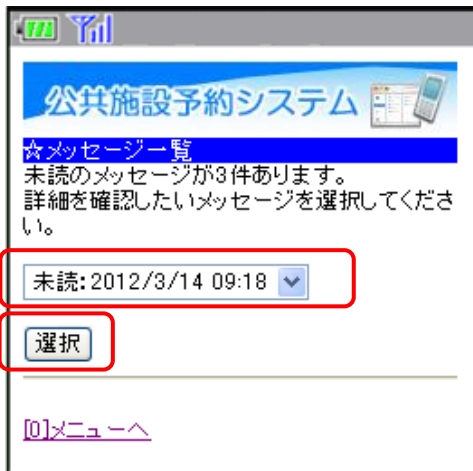 公共施設予約システム
☆メッセージ一覧
未読のメッセージが3件あります。
詳細を確認したいメッセージを選択してくださ
い。
未読:2012/3/14 09:18
選択
[0]メニューへ